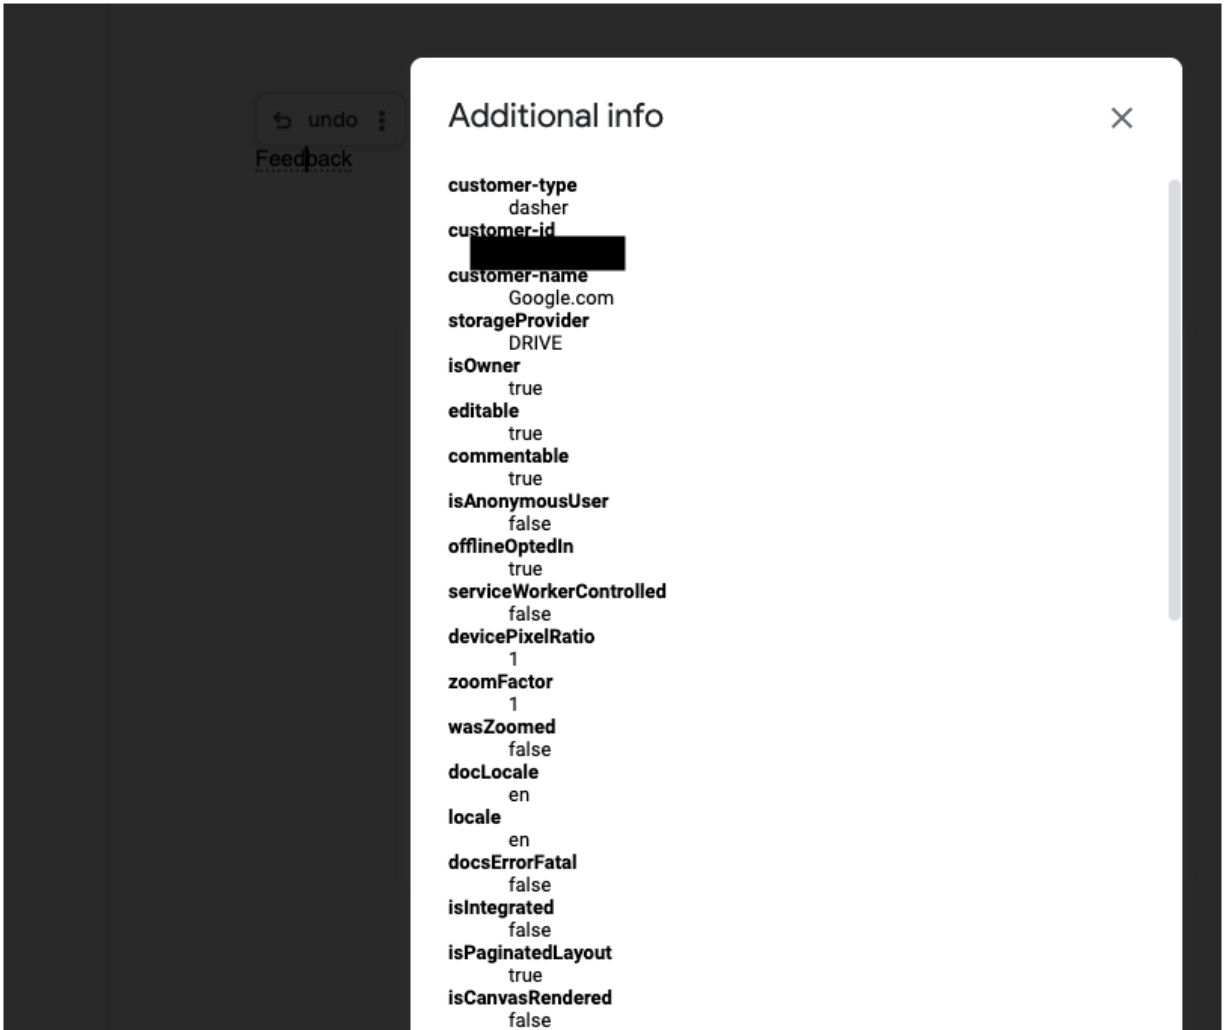 undo
Feedback
Additional info
customer-type
dasher
customer-id
customer-name
Google.com
storageProvider
DRIVE
isOwner
true
editable
true
commentable
true
isAnonymousUser
false
offlineOptedIn
true
serviceWorkerControlled
false
devicePixelRatio
1
zoomFactor
1
wasZoomed
false
docLocale
en
locale
en
docsErrorFatal
false
isIntegrated
false
isPaginatedLayout
true
isCanvasRendered
false